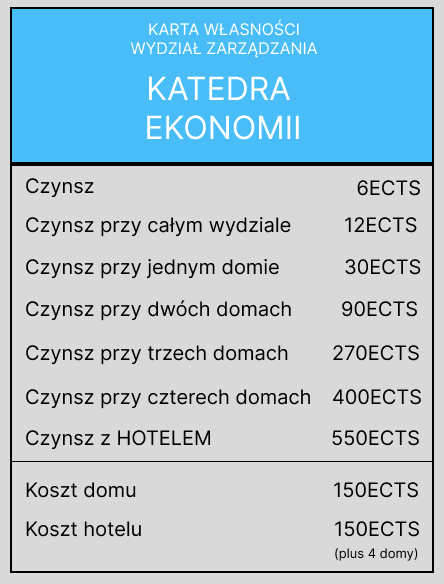 KARTA WŁASNOŚCI
WYDZIAŁ ZARZĄDZANIA
KATEDRA
EKONOMII
Czynsz 6ECTS
Czynsz przy całym wydziale 12ECTS
Czynsz przy jednym domie 30ECTS
Czynsz przy dwóch domach 90ECTS
Czynsz przy trzech domach 270ECTS
Czynsz przy czterech domach 400ECTS
Czynsz z HOTELEM 550ECTS
Koszt domu 150ECTS
Koszt hotelu 150ECTS
(plus 4 domy)